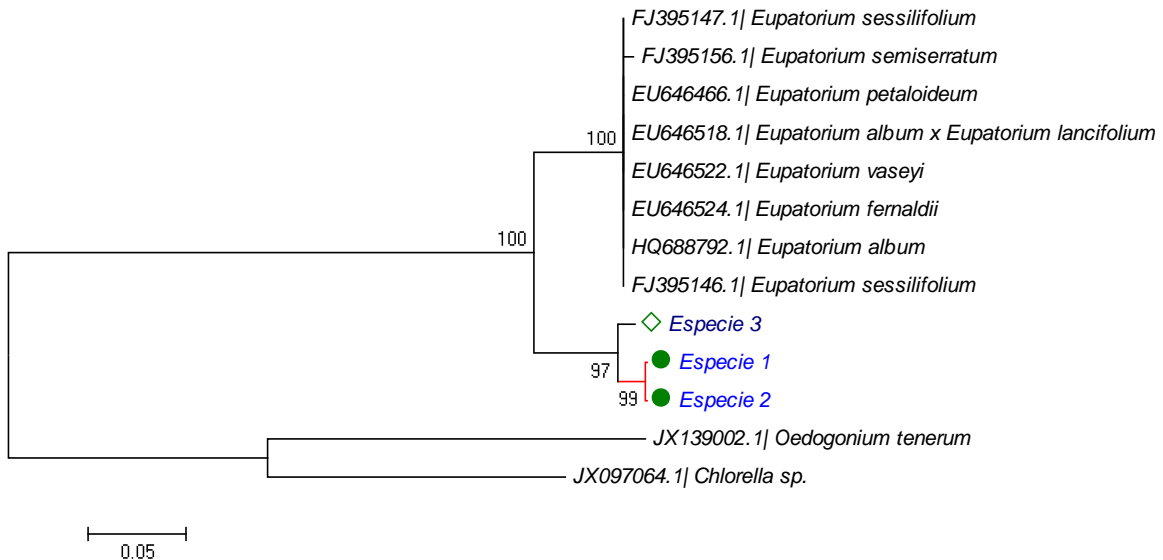 FJ395147.1| Eupatorium sessilifolium
FJ395156.1| Eupatorium semiserratum
EU646466.1| Eupatorium petaloideum
EU646518.1| Eupatorium album x Eupatorium lancifolium
100
EU646522.1| Eupatorium vaseyi
EU646524.1| Eupatorium fernaldii
100
HQ688792.1| Eupatorium album
FJ395146.1| Eupatorium sessilifolium
Especie 3
Especie 1
97
Especie 2
99
JX139002.1| Oedogonium tenerum
JX097064.1| Chlorella sp.
0.05